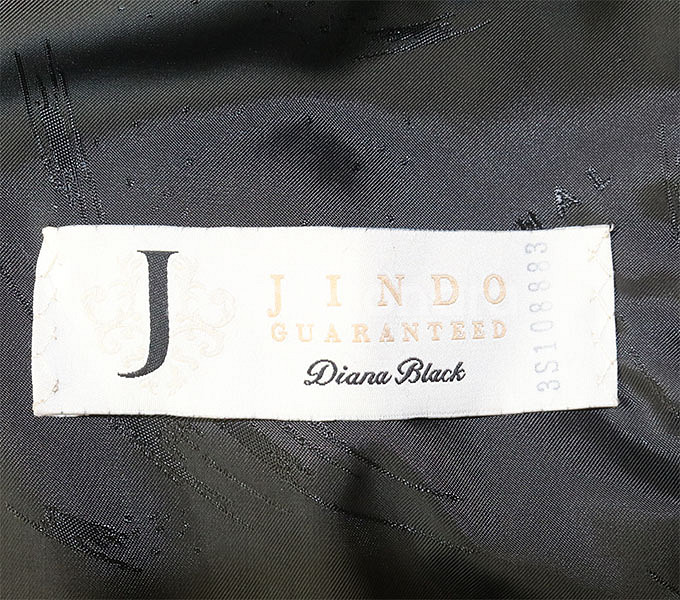 J
JINDO
GUARANTEED
Diana Black
3S108883